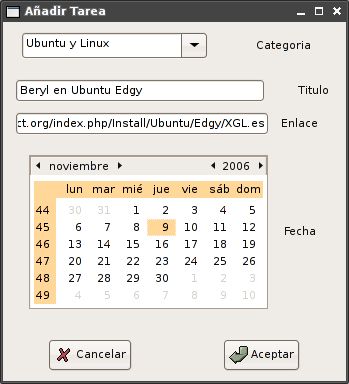 Añadir Tarea
Ubuntu y Linux Categoria
Beryl en Ubuntu Edgy Titulo
ct.org/index.php/Install/Ubuntu/Edgy/XGL.es Enlace
noviembre 2006
lun mar mié jue vie sáb dom
44 30 31 1 2 3 4 5
45 6 7 8 9 10 11 12
46 13 14 15 16 17 18 19
47 20 21 22 23 24 25 26
48 27 28 29 30 1 2 3
49 4 5 6 7 8 9 10
Fecha
Cancelar Aceptar